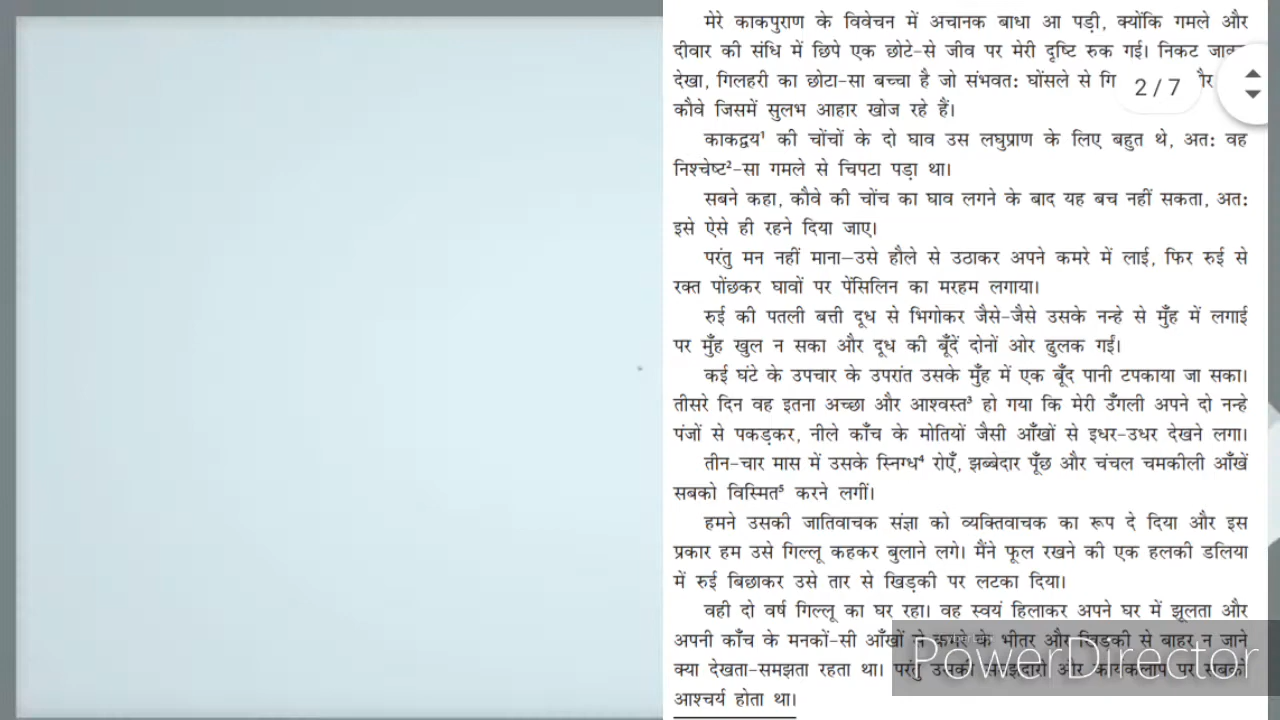 मेरे काकपुराण के विवेचन में अचानक बाधा आ पड़ी, क्योंकि गमले और
दीवार की संधि में छिपे एक छोटे-से जीव पर मेरी दृष्टि रुक गई। निकट
देखा, गिलहरी का छोटा-सा बच्चा है जो संभवतः घोंसले से
2 / 7
कौवे जिसमें सुलभ आहार खोज रहे हैं।
काकद्वय¹ की चोंचों के दो घाव उस लघुप्राण के लिए बहुत थे, अतः वह
निश्चेष्ट²-सा गमले से चिपटा पड़ा था।
सबने कहा, कौवे की चोंच का घाव लगने के बाद यह बच नहीं सकता, अतः
इसे ऐसे ही रहने दिया जाए।
परंतु मन नहीं माना—उसे हौले से उठाकर अपने कमरे में लाई, फिर रुई से
रक्त पोंछकर घावों पर पेंसिलिन का मरहम लगाया।
रुई की पतली बत्ती दूध से भिगोकर जैसे-जैसे उसके नन्हे से मुँह में लगाई
पर मुँह खुल न सका और दूध की बूँदें दोनों ओर ढुलक गईं।
कई घंटे के उपचार के उपरांत उसके मुँह में एक बूँद पानी टपकाया जा सका।
तीसरे दिन वह इतना अच्छा और आश्वस्त³ हो गया कि मेरी उँगली अपने दो नन्हे
पंजों से पकड़कर, नीले काँच के मोतियों जैसी आँखों से इधर-उधर देखने लगा।
तीन-चार मास में उसके स्निग्ध⁴ रोएँ, झब्बेदार पूँछ और चंचल चमकीली आँखें
सबको विस्मित⁵ करने लगीं।
हमने उसकी जातिवाचक संज्ञा को व्यक्तिवाचक का रूप दे दिया और इस
प्रकार हम उसे गिल्लू कहकर बुलाने लगे। मैंने फूल रखने की एक हलकी डलिया
में रुई बिछाकर उसे तार से खिड़की पर लटका दिया।
वही दो वर्ष गिल्लू का घर रहा। वह स्वयं हिलाकर अपने घर में झूलता और
अपनी काँच के मनकों-सी आँखों से कमरे के भीतर और खिड़की से बाहर न जाने
क्या देखता-समझता रहता था। परंतु उसकी समझदारी और कार्यकलाप पर सबको
आश्चर्य होता था।
PowerDirector